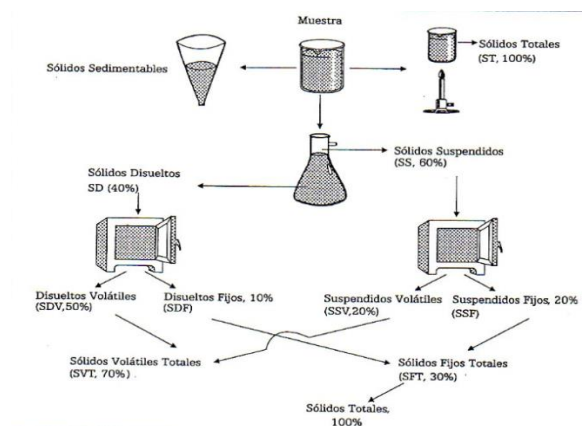 Muestra
Sólidos Sedimentables
Sólidos Totales
(ST, 100%)
Sólidos Suspendidos
(SS, 60%)
Sólidos Disueltos
SD (40%)
Disueltos Volátiles
(SDV,50%)
Disueltos Fijos, 10%
(SDF)
Suspendidos Volátiles
(SSV,20%)
Suspendidos Fijos, 20%
(SSF)
Sólidos Volátiles Totales
(SVT, 70%)
Sólidos Fijos Totales
(SFT, 30%)
Sólidos Totales,
100%